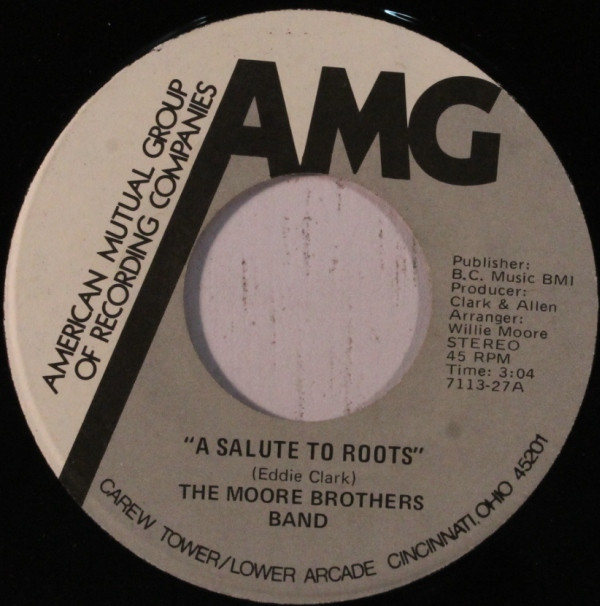 AMG
AMERICAN MUTUAL GROUP
OF RECORDING COMPANIES
Publisher:
B.C. Music BMI
Producer:
Clark & Allen
Arranger:
Willie Moore
STEREO
45 RPM
Time: 3:04
7113-27A
"A SALUTE TO ROOTS"
(Eddie Clark)
THE MOORE BROTHERS
BAND
CAREW TOWER/LOWER ARCADE CINCINNATI, OHIO 45201